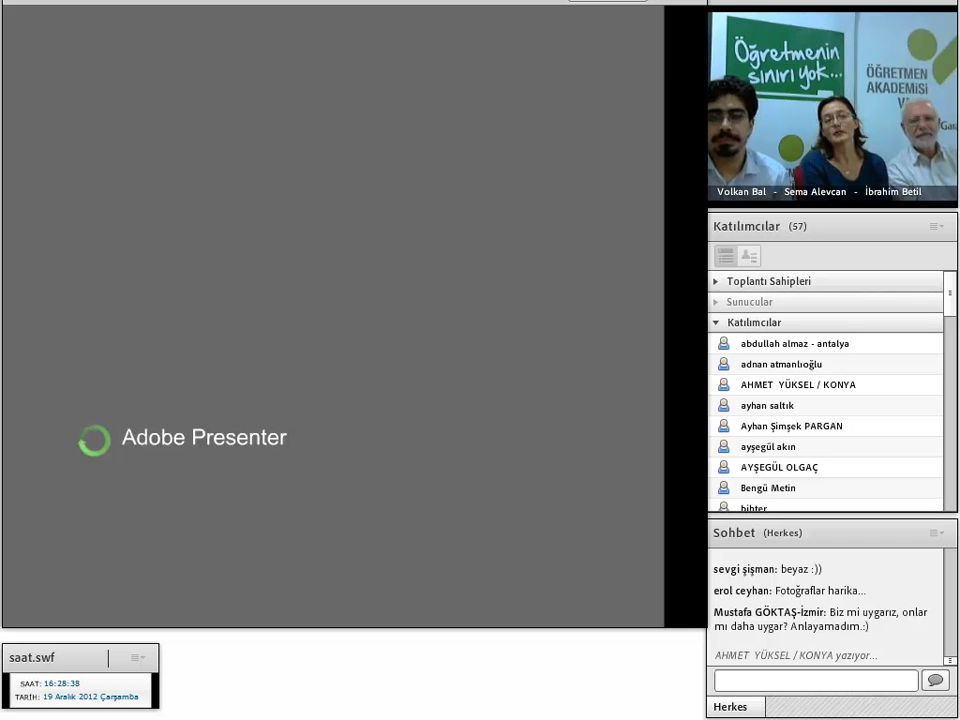 Öğretmenin
sınırı yok...
ÖĞRETMEN
AKADEMİSİ
Volkan Bal - Sema Alevcan - İbrahim Betil
Katılımcılar (57)
Toplantı Sahipleri
Sunucular
Katılımcılar
abdullah almaz - antalya
adnan atmanlıoğlu
AHMET YÜKSEL / KONYA
ayhan saltık
Ayhan Şimşek PARGAN
ayşegül akın
AYŞEGÜL OLGAÇ
Bengü Metin
bihter
Adobe Presenter
Sohbet (Herkes)
sevgi şişman: beyaz :))
erol ceyhan: Fotoğraflar harika...
Mustafa GÖKTAŞ-İzmir: Biz mi uygarız, onlar
mı daha uygar? Anlayamadım.:)
AHMET YÜKSEL / KONYA yazıyor...
Herkes
saat.swf
SAAT: 16:28:38
TARİH: 19 Aralık 2012 Çarşamba